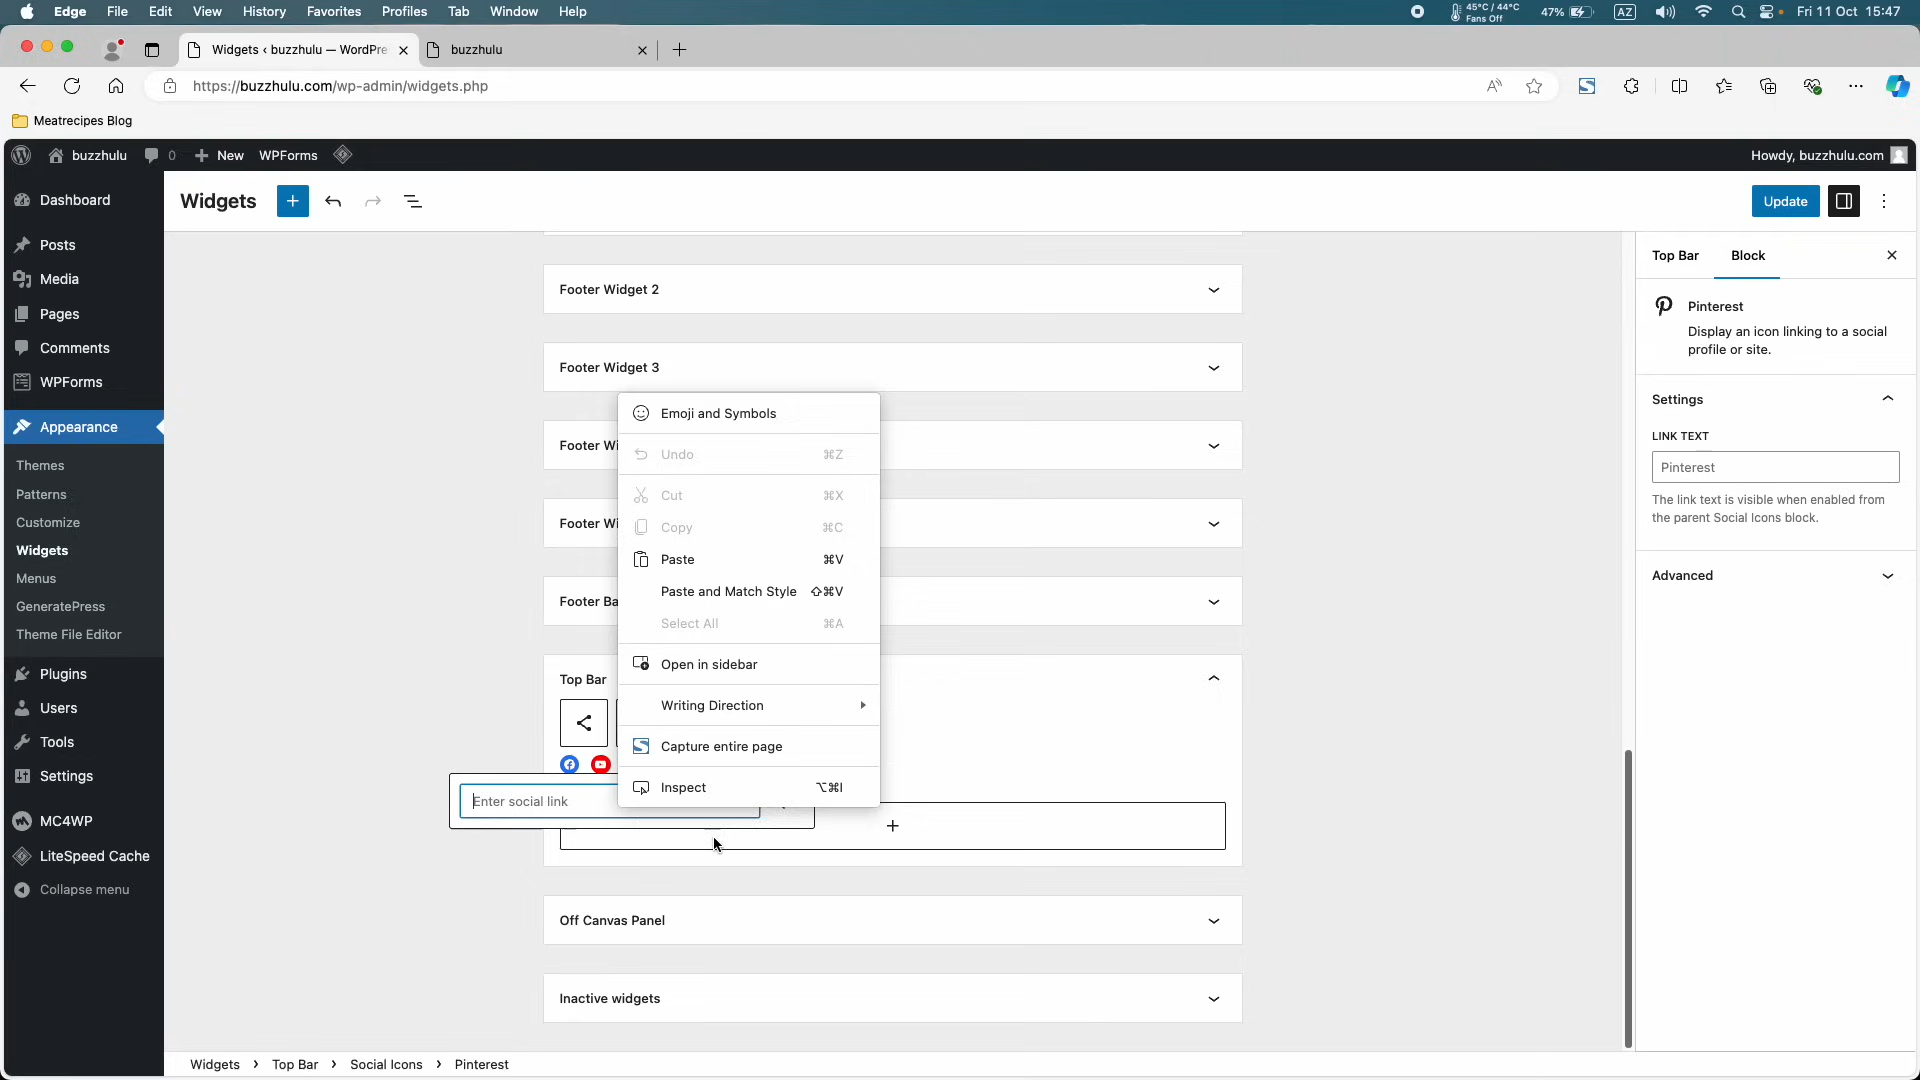 Edge File Edit View History Favorites Profiles Tab Window Help 45°C / 44°C Fans Off 47% AZ Fri 11 Oct 15:47
Widgets ‹ buzzhulu — WordPre buzzhulu
https://buzzhulu.com/wp-admin/widgets.php
Meatrecipes Blog
buzzhulu 0 New WPForms Howdy, buzzhulu.com
Widgets Update
Dashboard
Posts
Media
Pages
Comments
WPForms
Appearance
Themes
Patterns
Customize
Widgets
Menus
GeneratePress
Theme File Editor
Plugins
Users
Tools
Settings
MC4WP
LiteSpeed Cache
Collapse menu
Footer Widget 2
Footer Widget 3
Footer Wi
Footer Wi
Footer Ba
Top Bar
Enter social link
Off Canvas Panel
Inactive widgets
Emoji and Symbols
Undo ⌘Z
Cut ⌘X
Copy ⌘C
Paste ⌘V
Paste and Match Style ⇧⌘V
Select All ⌘A
Open in sidebar
Writing Direction
Capture entire page
Inspect ⌥⌘I
Top Bar Block
Pinterest
Display an icon linking to a social
profile or site.
Settings
LINK TEXT
Pinterest
The link text is visible when enabled from
the parent Social Icons block.
Advanced
Widgets › Top Bar › Social Icons › Pinterest